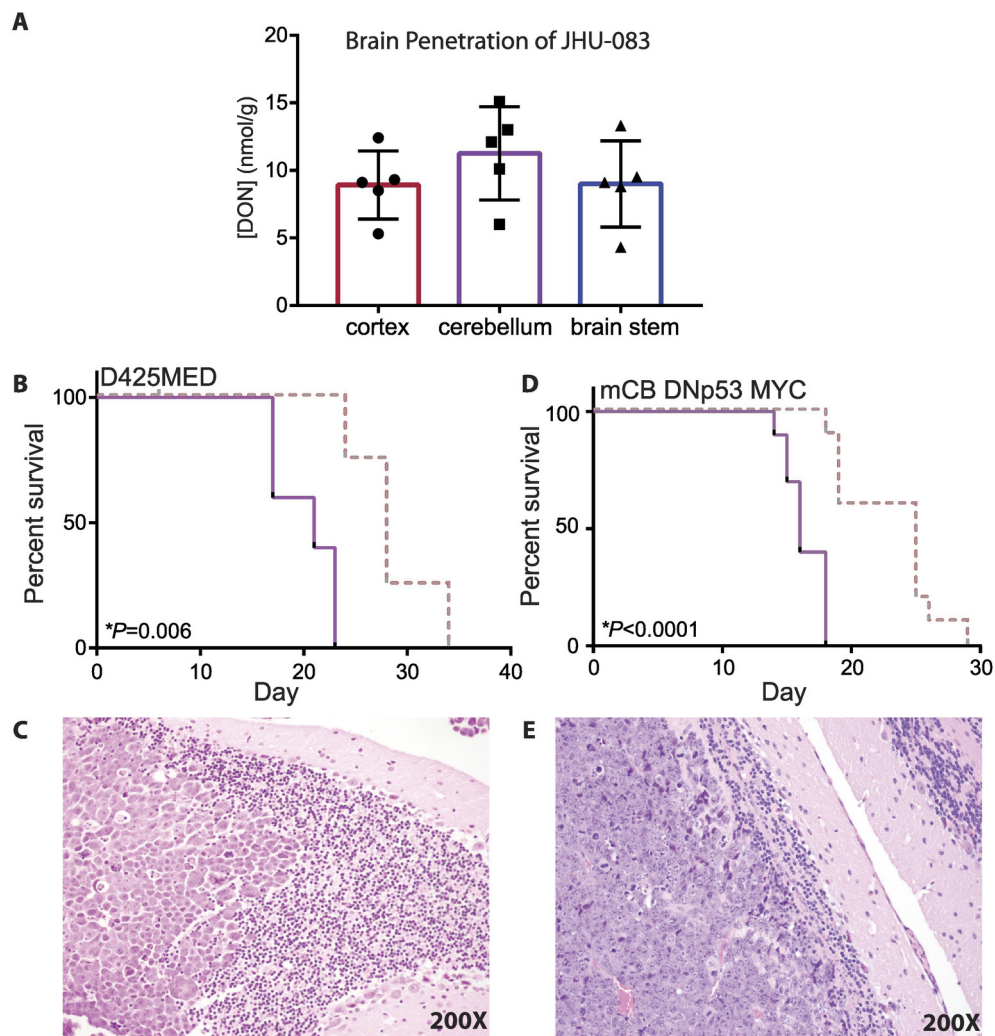 A
Brain Penetration of JHU-083
[DON] (nmol/g)
20
15
10
5
0
cortex
cerebellum
brain stem
B
D425MED
Percent survival
100
50
0
*P=0.006
0
10
20
30
40
Day
D
mCB DNp53 MYC
Percent survival
100
50
0
*P<0.0001
0
10
20
30
Day
C
200X
E
200X